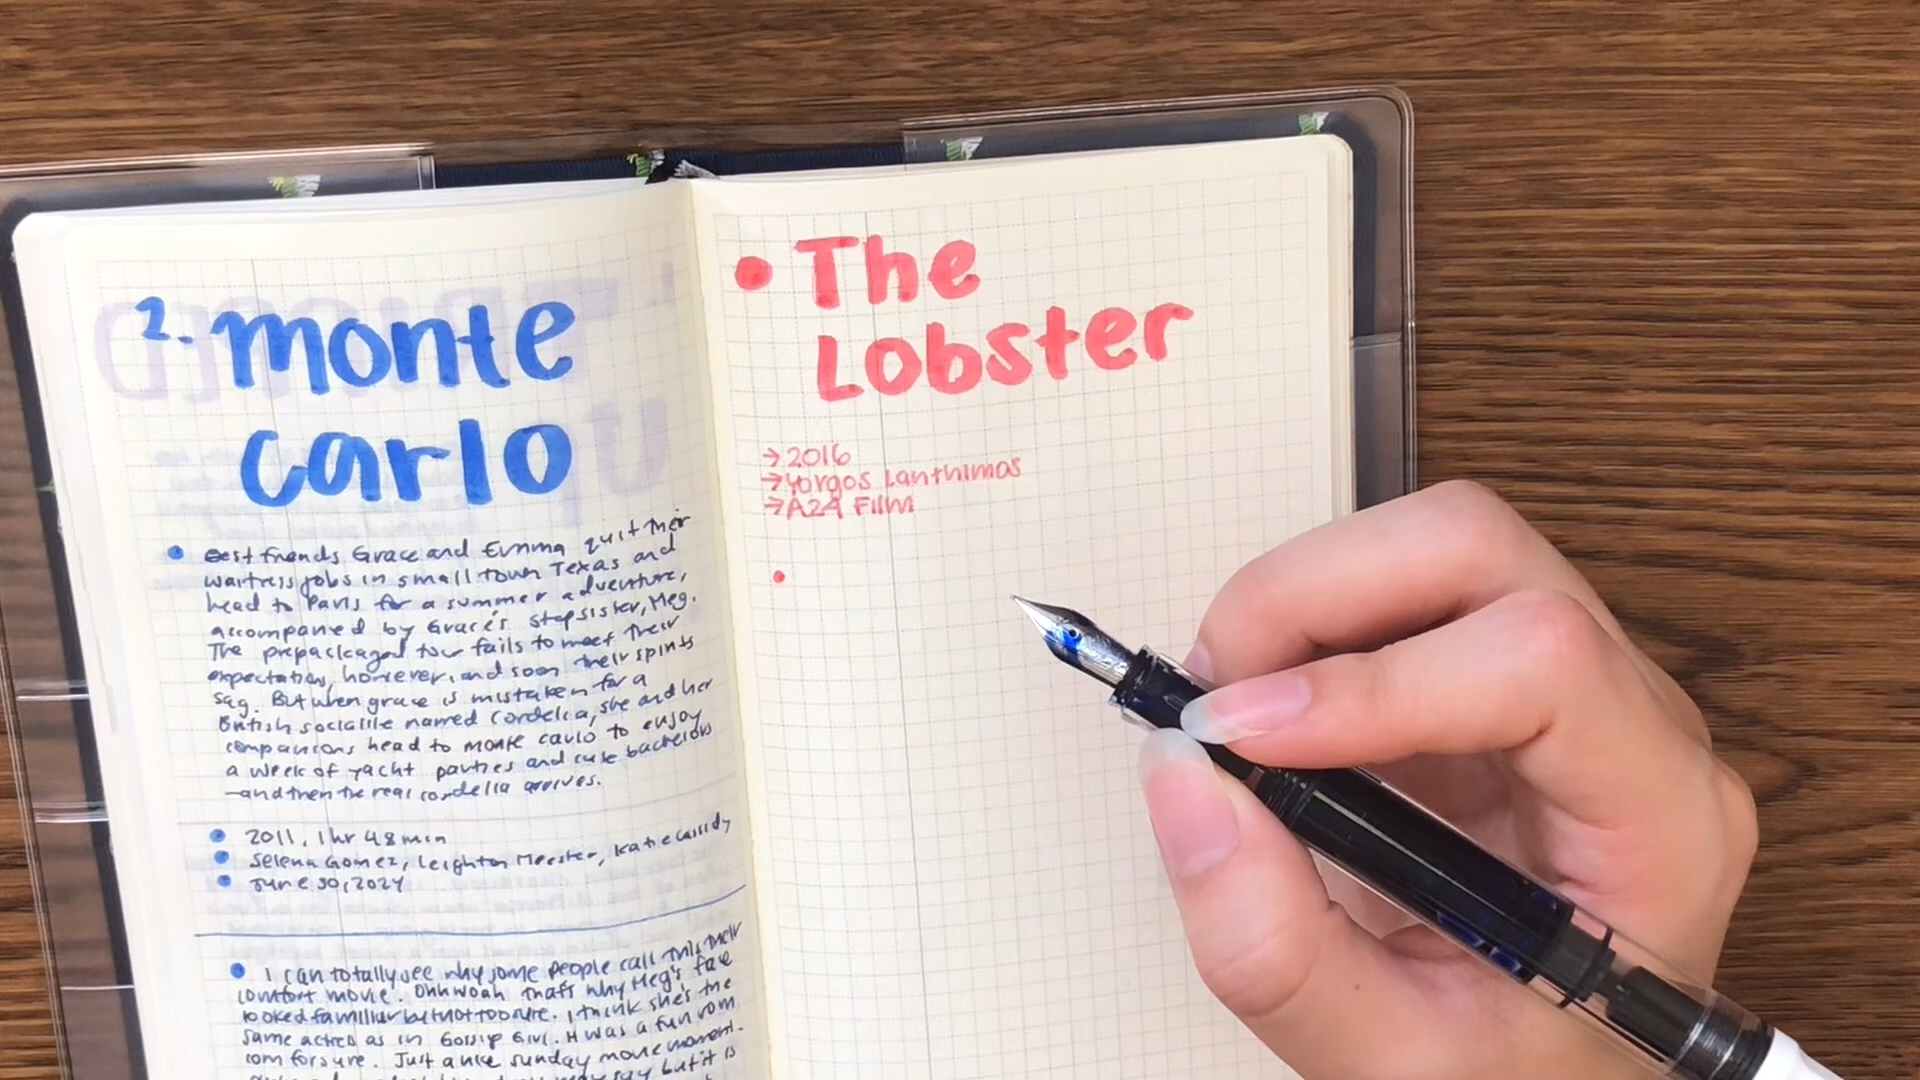 2. monte
carlo
Best friends Grace and Emma quit their
waitress jobs in small town Texas and
head to Paris for a summer adventure,
accompanied by Grace's stepsister, Meg.
The prepackaged tour fails to meet their
expectations, however, and soon their spirits
sag. But when grace is mistaken for a
British socialite named Cordelia, she and her
companions head to monte carlo to enjoy
a week of yacht parties and cute bachelors
-and then the real cordelia arrives.
2011, 1hr 48min
Selena Gomez, Leighton Meester, Katie Cassidy
June 30, 2024
I can totally see why some people call this their
comfort movie. Ohh woah that's why Meg's face
looked familiar but not too sure. I think she's the
same actress as in Gossip Girl. It was a fun rom
com for sure. Just a nice sunday movie moment.
say but it is
The
Lobster
→2016
→Yorgos Lanthimos
→A24 Film